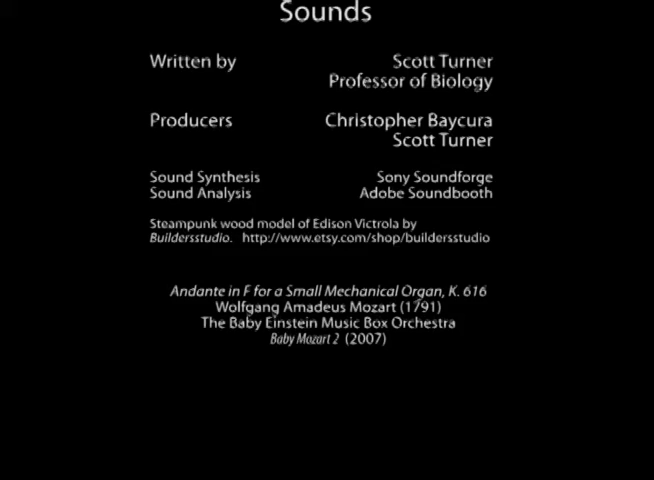 Sounds
Written by Scott Turner
Professor of Biology
Producers Christopher Baycura
Scott Turner
Sound Synthesis Sony Soundforge
Sound Analysis Adobe Soundbooth
Steampunk wood model of Edison Victrola by
Buildersstudio. http://www.etsy.com/shop/buildersstudio
Andante in F for a Small Mechanical Organ, K. 616
Wolfgang Amadeus Mozart (1791)
The Baby Einstein Music Box Orchestra
Baby Mozart 2 (2007)